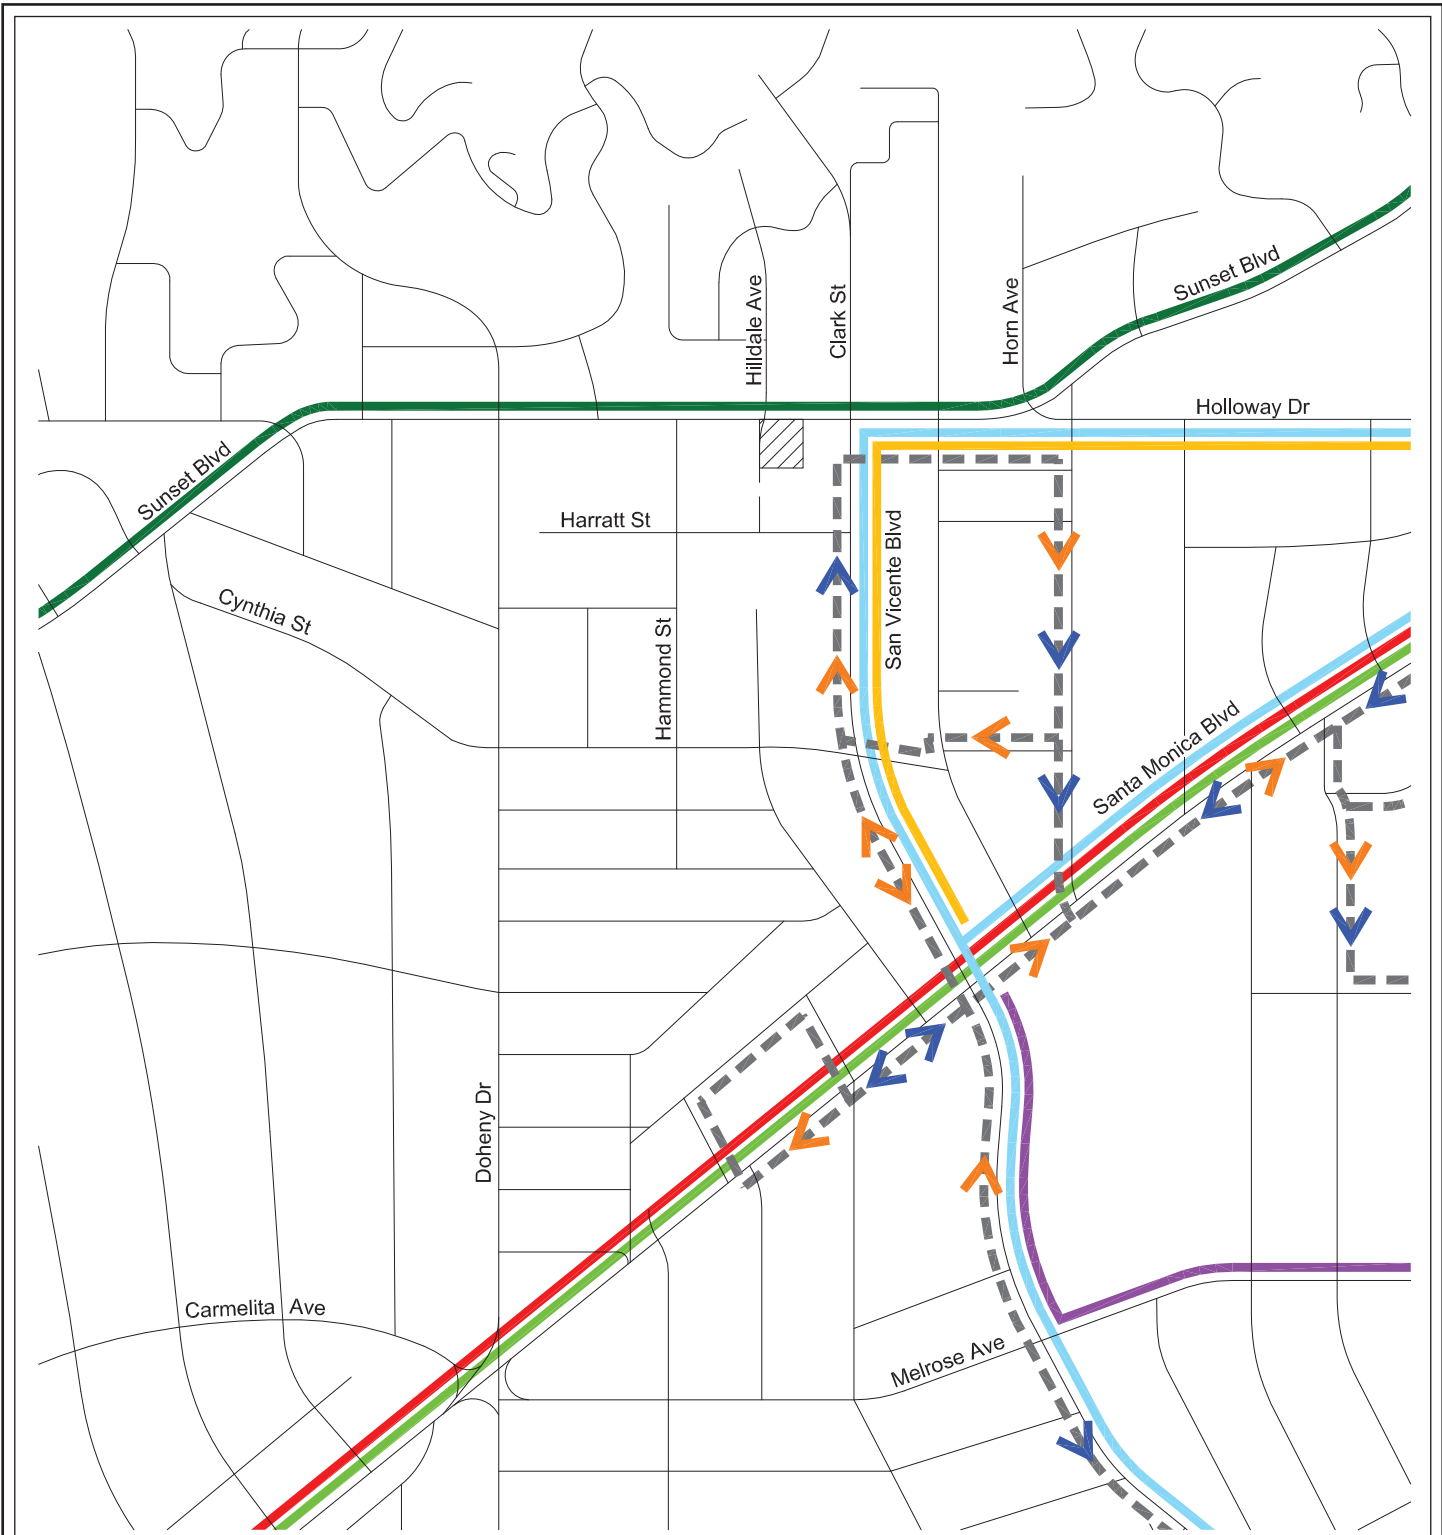 Sunset Blvd
Hilldale Ave
Clark St
Horn Ave
Holloway Dr
Sunset Blvd
Harratt St
San Vicente Blvd
Cynthia St
Hammond St
Santa Monica Blvd
Doheny Dr
Carmelita Ave
Melrose Ave